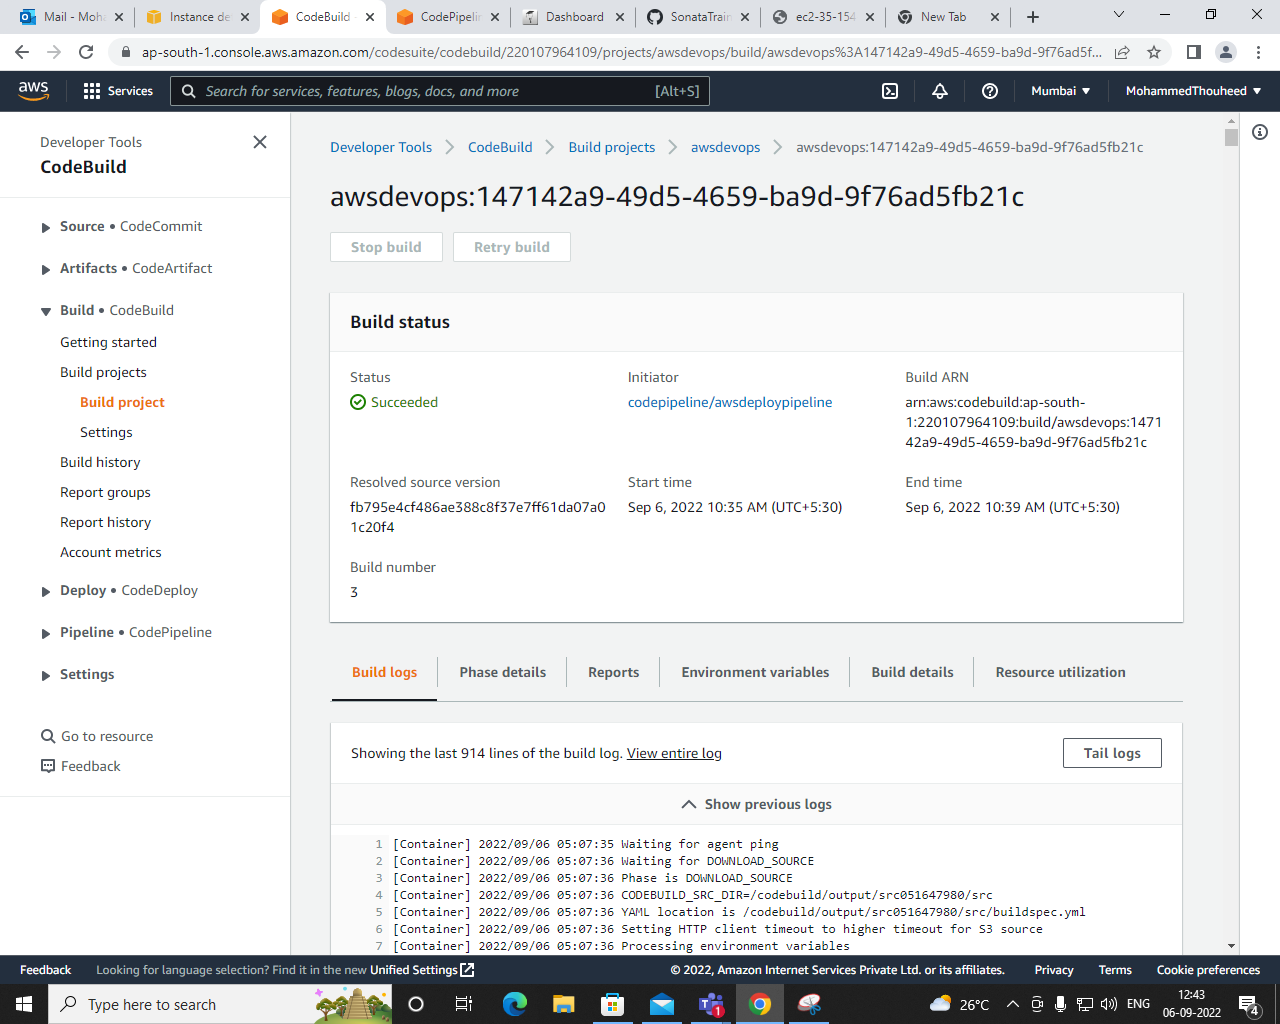 Mail - Moha
Instance de
CodeBuild -
CodePipelin
Dashboard
SonataTrain
ec2-35-154
New Tab
ap-south-1.console.aws.amazon.com/codesuite/codebuild/220107964109/projects/awsdevops/build/awsdevops%3A147142a9-49d5-4659-ba9d-9f76ad5f...
aws
Services
Search for services, features, blogs, docs, and more
[Alt+S]
Mumbai
MohammedThouheed
Developer Tools
CodeBuild
Source • CodeCommit
Artifacts • CodeArtifact
Build • CodeBuild
Getting started
Build projects
Build project
Settings
Build history
Report groups
Report history
Account metrics
Deploy • CodeDeploy
Pipeline • CodePipeline
Settings
Go to resource
Feedback
Developer Tools
CodeBuild
Build projects
awsdevops
awsdevops:147142a9-49d5-4659-ba9d-9f76ad5fb21c
awsdevops:147142a9-49d5-4659-ba9d-9f76ad5fb21c
Stop build
Retry build
Build status
Status
Succeeded
Initiator
codepipeline/awsdeploypipeline
Build ARN
arn:aws:codebuild:ap-south-
1:220107964109:build/awsdevops:1471
42a9-49d5-4659-ba9d-9f76ad5fb21c
Resolved source version
fb795e4cf486ae388c8f37e7ff61da07a0
1c20f4
Start time
Sep 6, 2022 10:35 AM (UTC+5:30)
End time
Sep 6, 2022 10:39 AM (UTC+5:30)
Build number
3
Build logs
Phase details
Reports
Environment variables
Build details
Resource utilization
Showing the last 914 lines of the build log. View entire log
Tail logs
Show previous logs
1 [Container] 2022/09/06 05:07:35 Waiting for agent ping
2 [Container] 2022/09/06 05:07:36 Waiting for DOWNLOAD_SOURCE
3 [Container] 2022/09/06 05:07:36 Phase is DOWNLOAD_SOURCE
4 [Container] 2022/09/06 05:07:36 CODEBUILD_SRC_DIR=/codebuild/output/src051647980/src
5 [Container] 2022/09/06 05:07:36 YAML location is /codebuild/output/src051647980/src/buildspec.yml
6 [Container] 2022/09/06 05:07:36 Setting HTTP client timeout to higher timeout for S3 source
7 [Container] 2022/09/06 05:07:36 Processing environment variables
Feedback
Looking for language selection? Find it in the new Unified Settings
© 2022, Amazon Internet Services Private Ltd. or its affiliates.
Privacy
Terms
Cookie preferences
Type here to search
1
26°C
ENG
12:43
06-09-2022
4